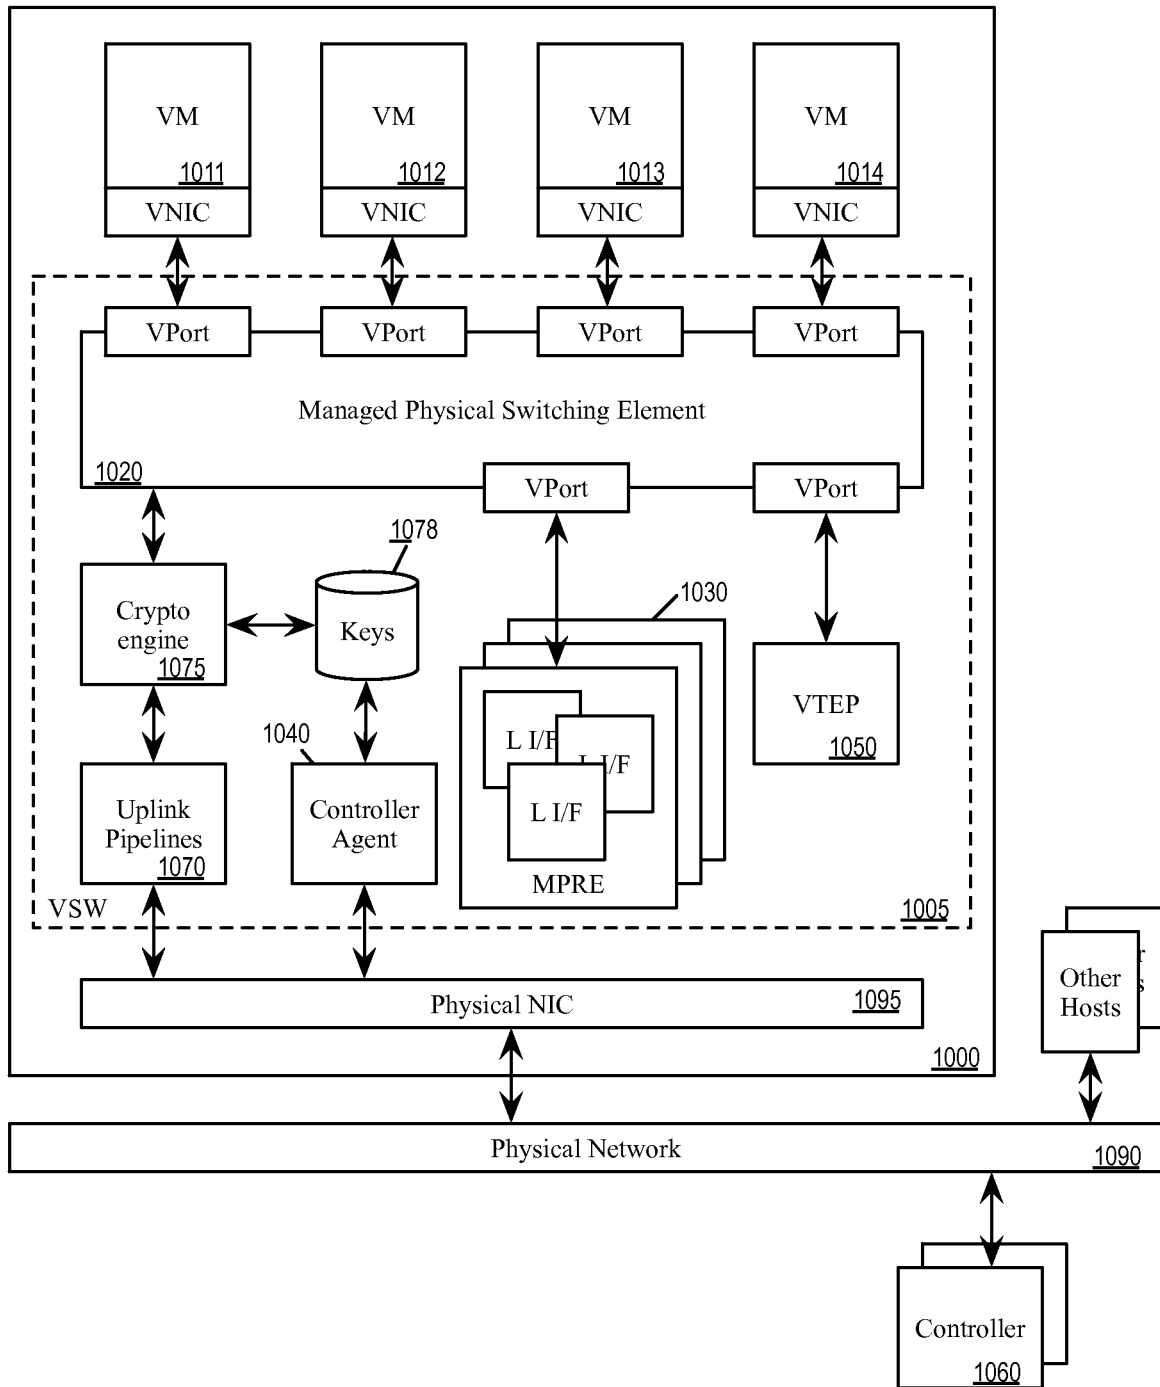 VM
1011
VNIC
VM
1012
VNIC
VM
1013
VNIC
VM
1014
VNIC
VPort
VPort
VPort
VPort
Managed Physical Switching Element
1020
VPort
VPort
1078
Crypto
engine
1075
Keys
1030
1040
L I/F
L I/F
L I/F
MPRE
VTEP
1050
Uplink
Pipelines
1070
Controller
Agent
VSW
1005
Physical NIC
1095
1000
Other
Hosts
r
s
Physical Network
1090
Controller
1060